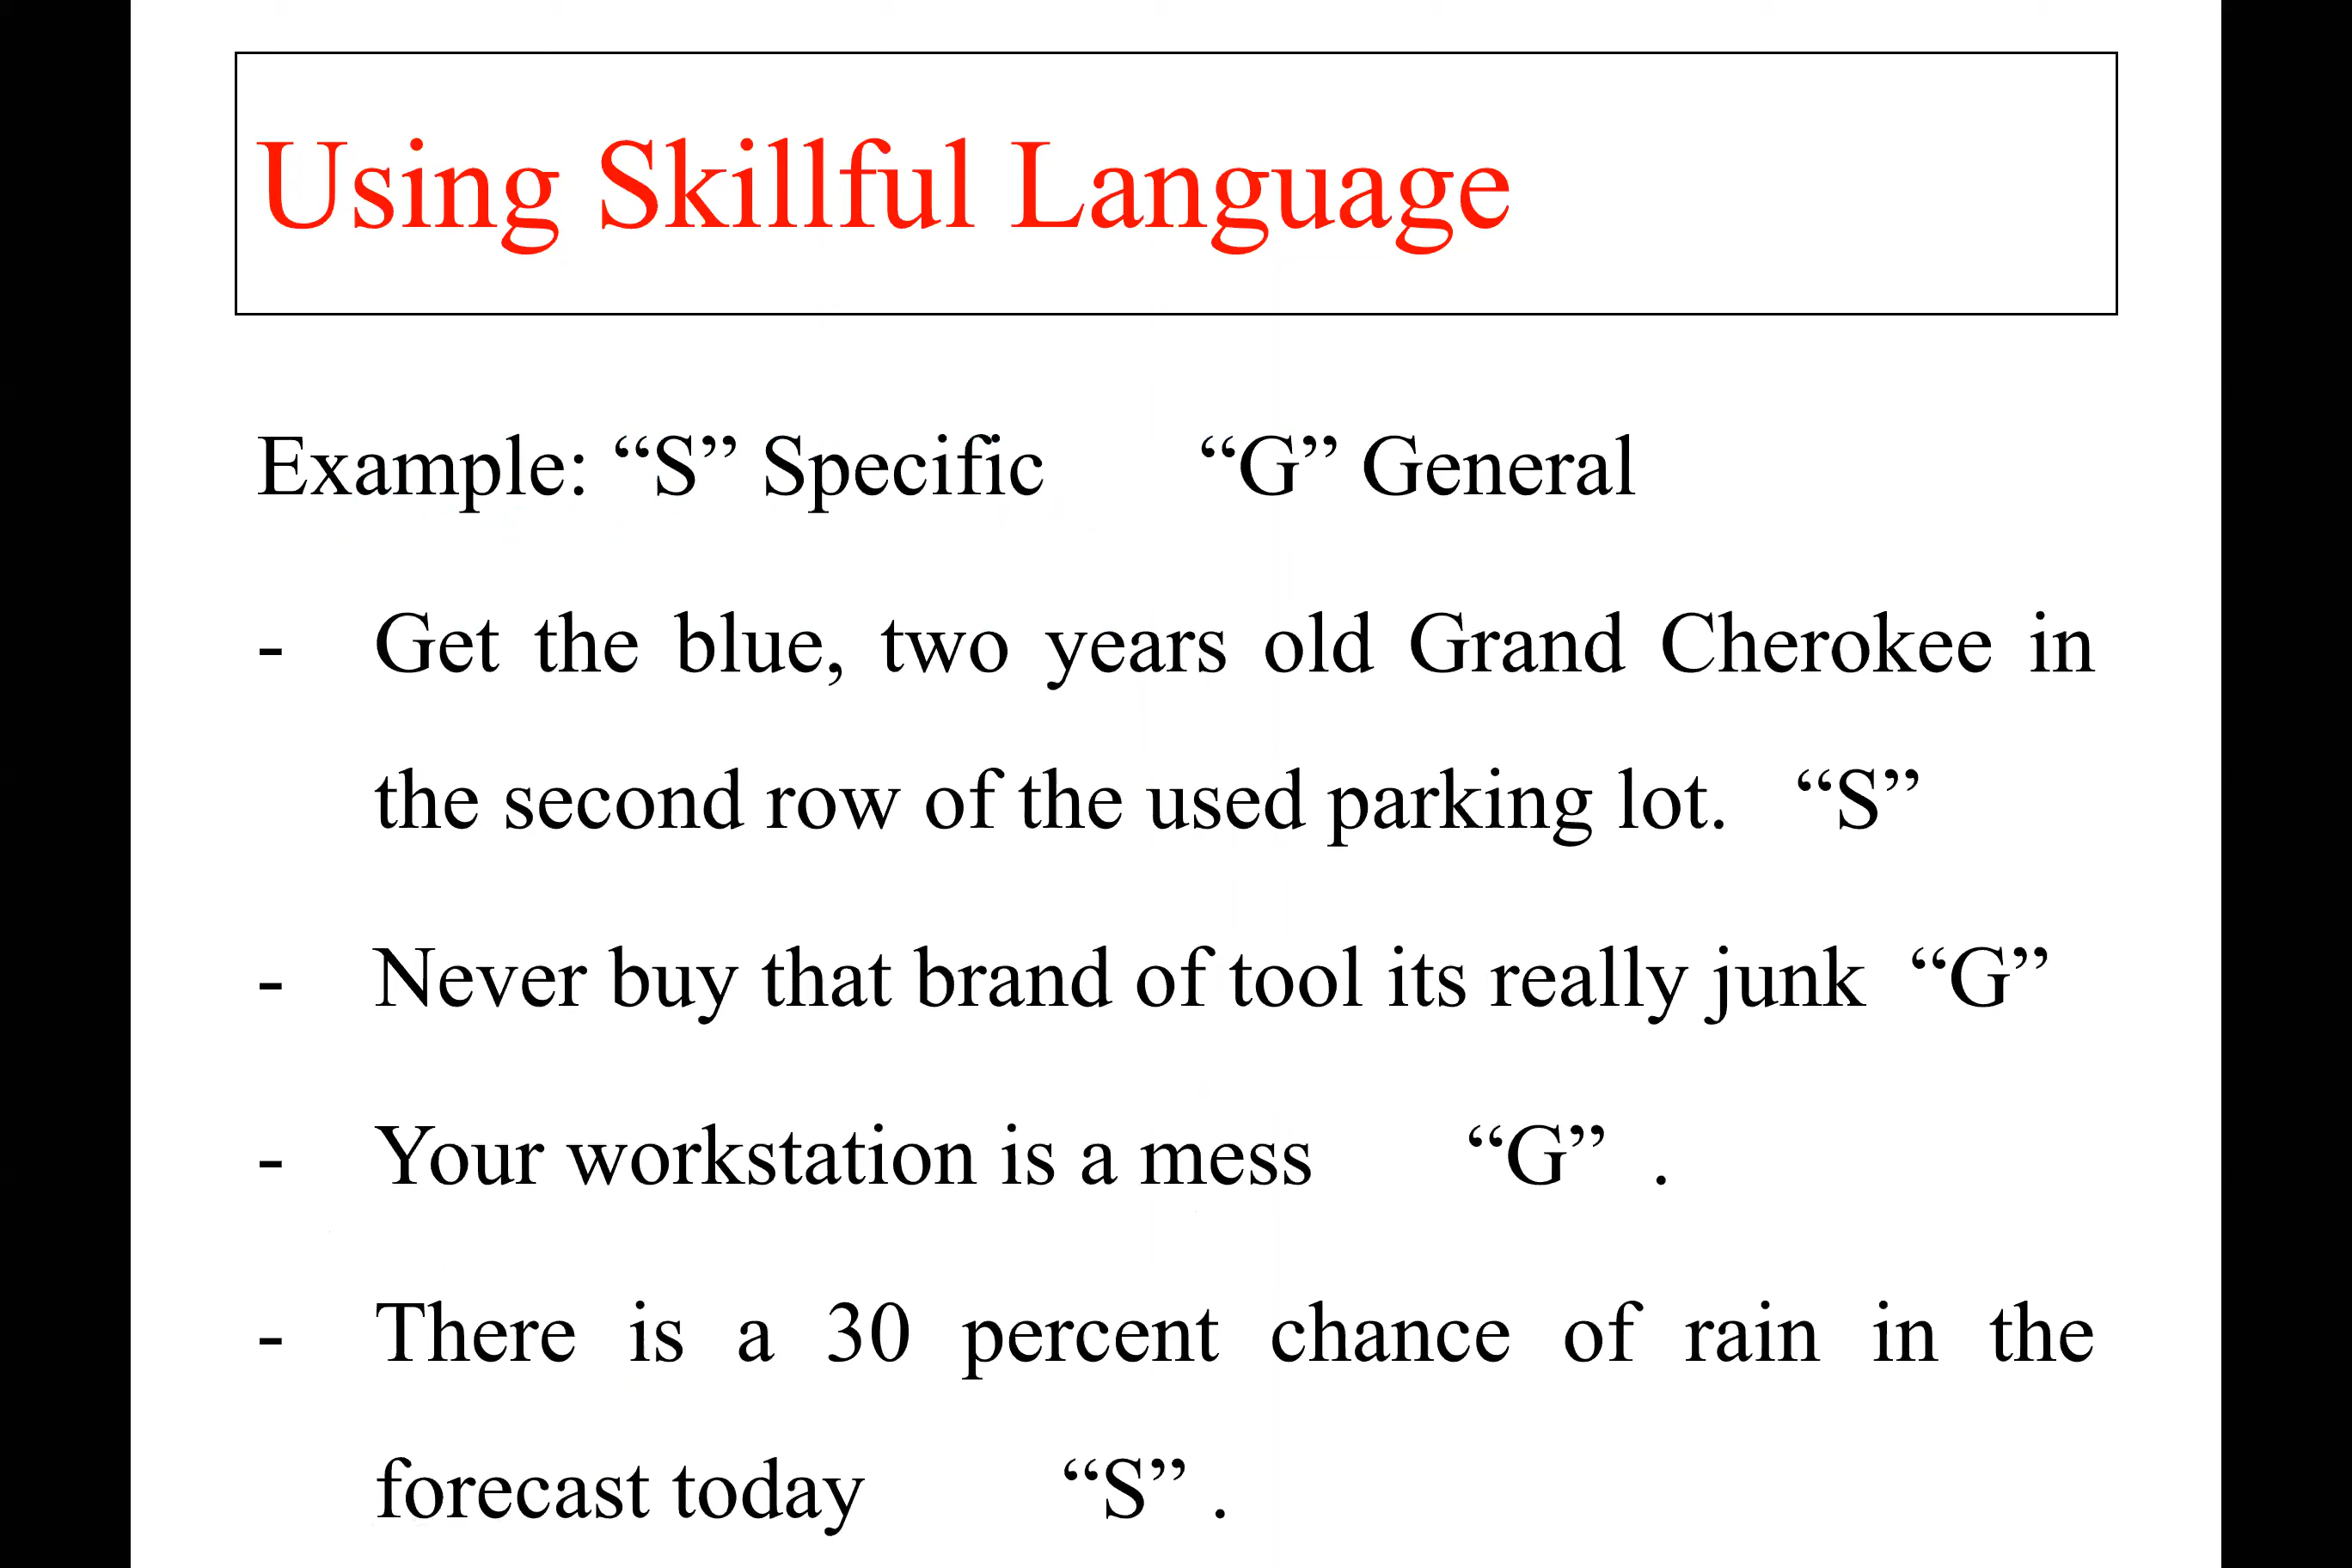 Using Skillful Language
Example: “S” Specific “G” General
- Get the blue, two years old Grand Cherokee in
the second row of the used parking lot. “S”
- Never buy that brand of tool its really junk “G”
- Your workstation is a mess “G” .
- There is a 30 percent chance of rain in the
forecast today “S” .